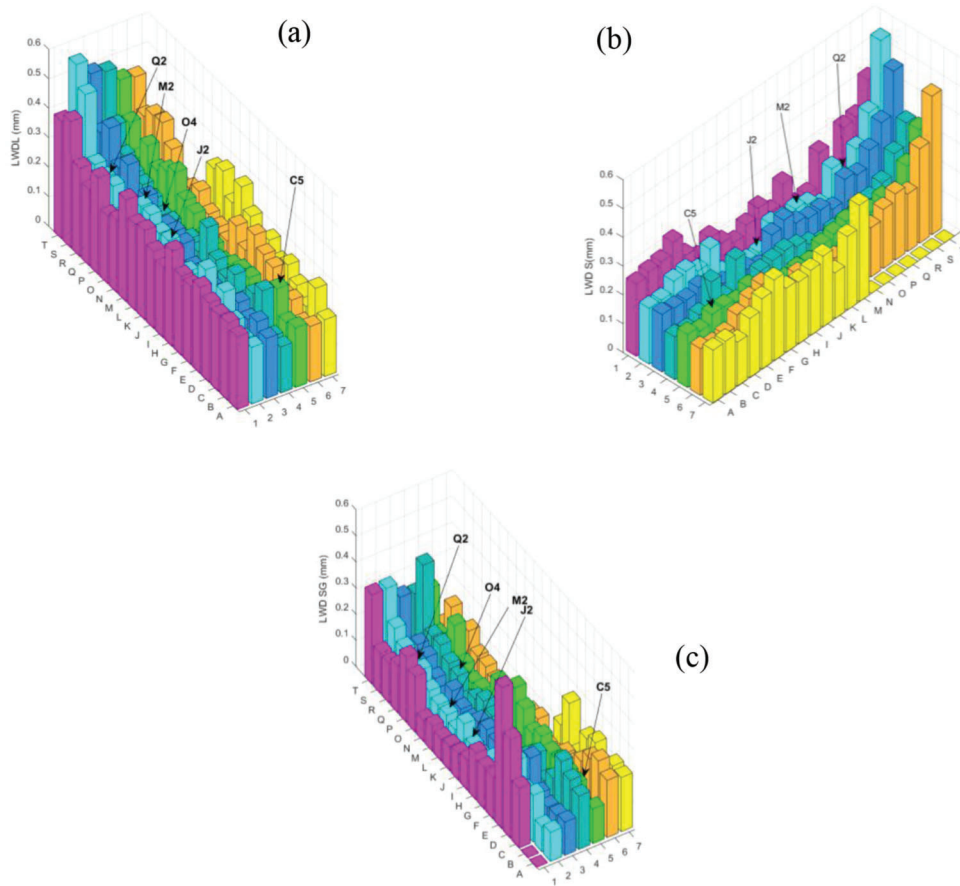 (a)
0.6
0.5
0.4
0.3
0.2
0.1
0
LWDL (mm)
Q2
M2
O4
J2
C5
T
S
R
Q
P
O
N
M
L
K
J
I
H
G
F
E
D
C
B
A
1
2
3
4
5
6
7
(b)
0.6
0.5
0.4
0.3
0.2
0.1
0
LWD S(mm)
Q2
M2
J2
C5
1
2
3
4
5
6
7
A
B
C
D
E
F
G
H
I
J
K
L
M
N
O
P
Q
R
S
(c)
0.6
0.5
0.4
0.3
0.2
0.1
0
LWD SG (mm)
Q2
O4
M2
J2
C5
T
S
R
Q
P
O
N
M
L
K
J
I
H
G
F
E
D
C
B
A
1
2
3
4
5
6
7